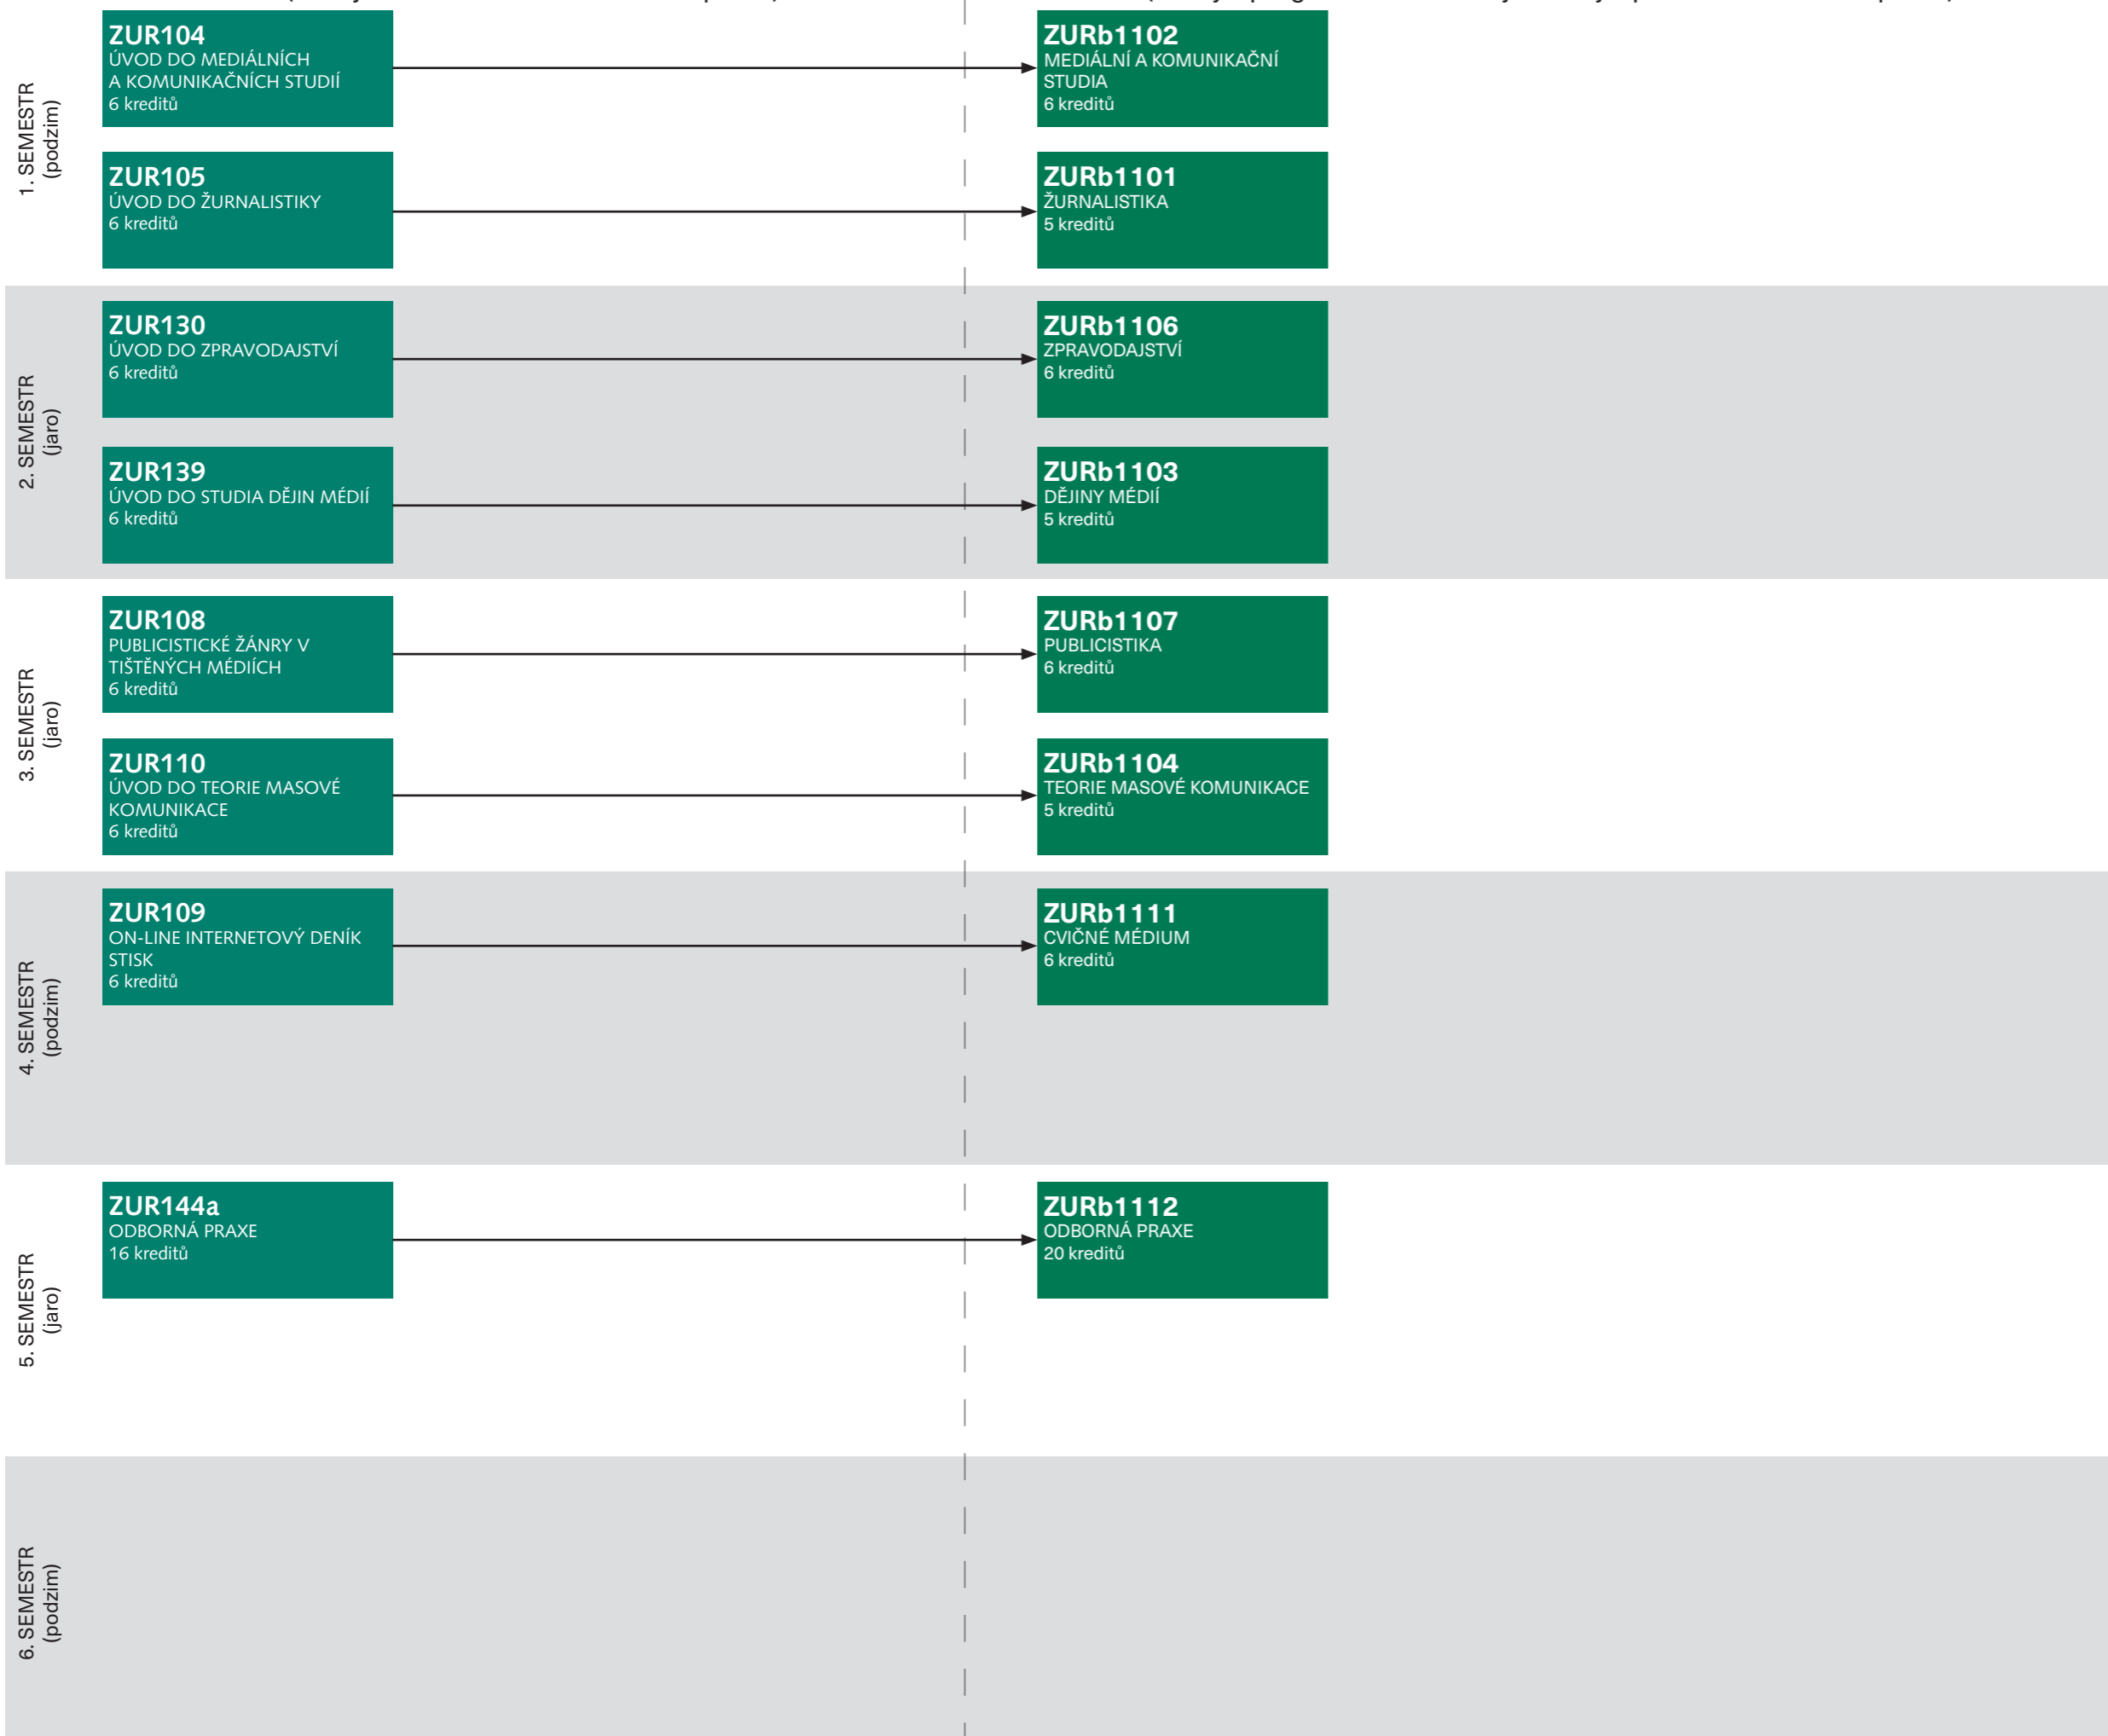 1. SEMESTR
(podzim)
ZUR104
ÚVOD DO MEDIÁLNÍCH
A KOMUNIKAČNÍCH STUDIÍ
6 kreditů
ZURb1102
MEDIÁLNÍ A KOMUNIKAČNÍ
STUDIA
6 kreditů
ZUR105
ÚVOD DO ŽURNALISTIKY
6 kreditů
ZURb1101
ŽURNALISTIKA
5 kreditů
2. SEMESTR
(jaro)
ZUR130
ÚVOD DO ZPRAVODAJSTVÍ
6 kreditů
ZURb1106
ZPRAVODAJSTVÍ
6 kreditů
ZUR139
ÚVOD DO STUDIA DĚJIN MÉDIÍ
6 kreditů
ZURb1103
DĚJINY MÉDIÍ
5 kreditů
3. SEMESTR
(jaro)
ZUR108
PUBLICISTICKÉ ŽÁNRY V
TIŠTĚNÝCH MÉDIÍCH
6 kreditů
ZURb1107
PUBLICISTIKA
6 kreditů
ZUR110
ÚVOD DO TEORIE MASOVÉ
KOMUNIKACE
6 kreditů
ZURb1104
TEORIE MASOVÉ KOMUNIKACE
5 kreditů
4. SEMESTR
(podzim)
ZUR109
ON-LINE INTERNETOVÝ DENÍK
STISK
6 kreditů
ZURb1111
CVIČNÉ MÉDIUM
6 kreditů
5. SEMESTR
(jaro)
ZUR144a
ODBORNÁ PRAXE
16 kreditů
ZURb1112
ODBORNÁ PRAXE
20 kreditů
6. SEMESTR
(podzim)